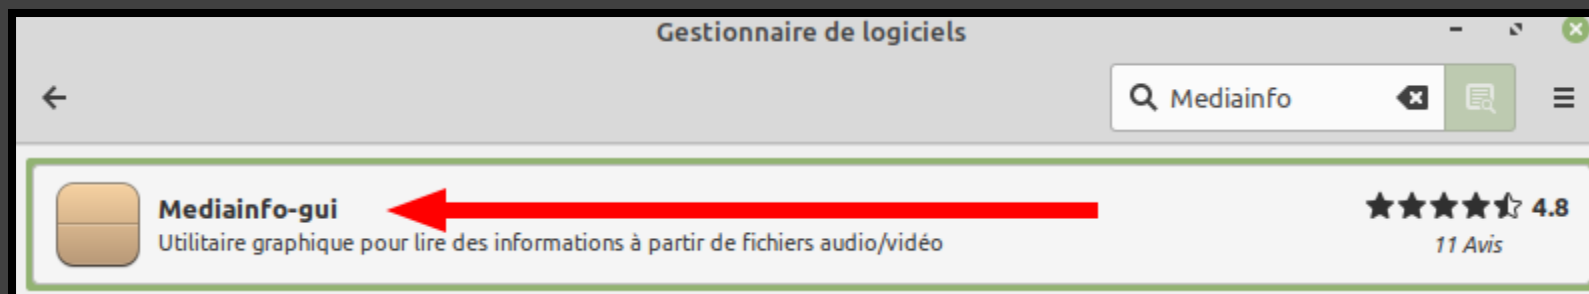 Gestionnaire de logiciels
Mediainfo
Mediainfo-gui
4.8
Utilitaire graphique pour lire des informations à partir de fichiers audio/vidéo
11 Avis